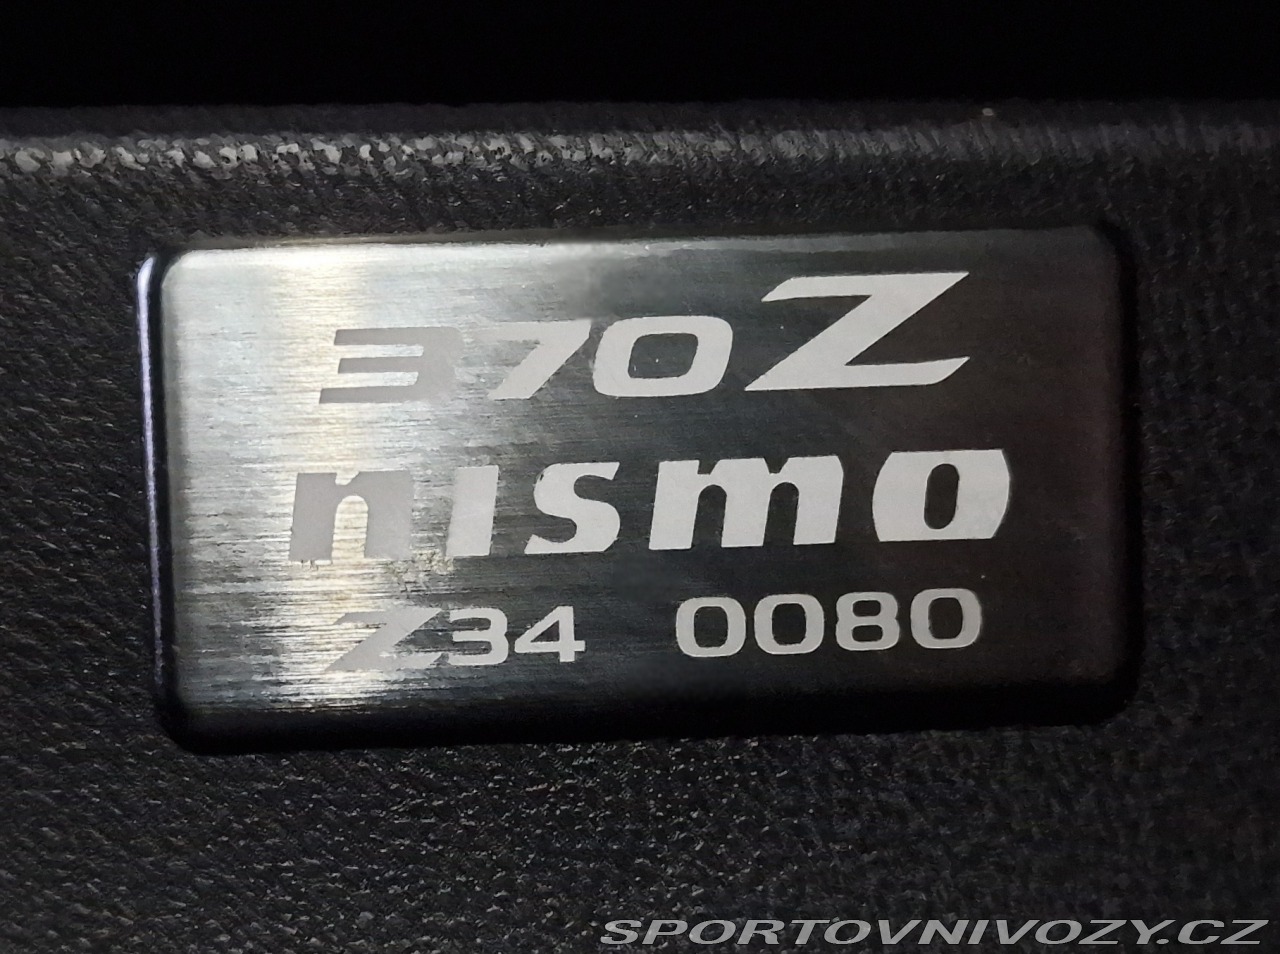 370Z
nismo
Z34 0080
SPORTOVNIVOZY.CZ